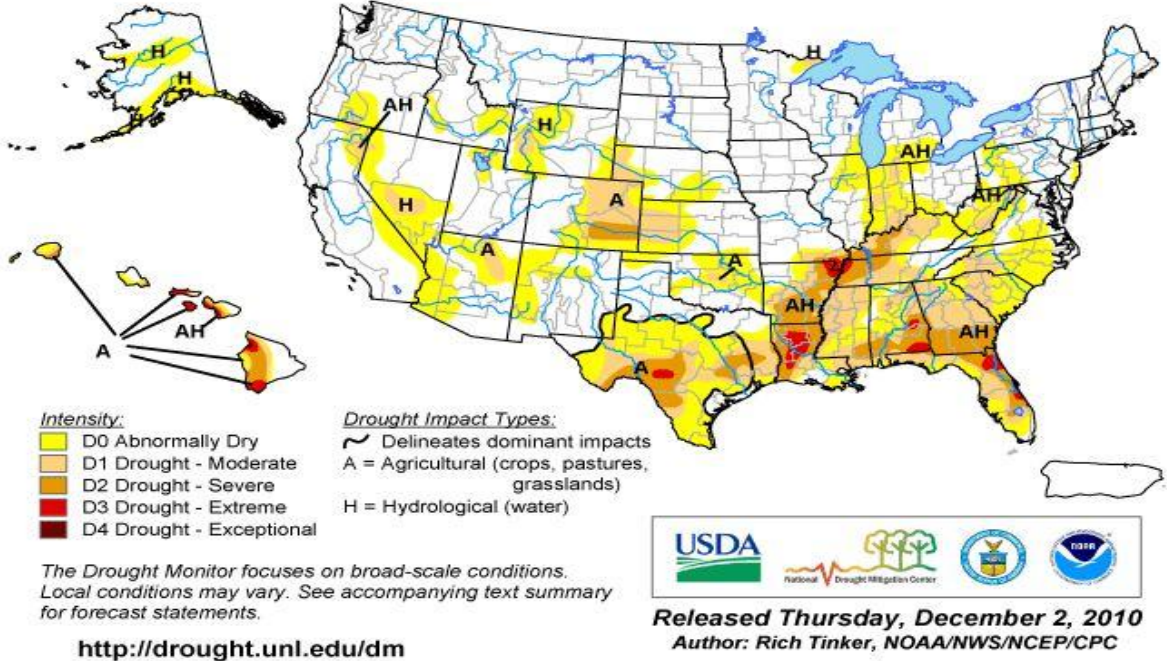 H
H
H
H
AH
AH
H
AH
H
A
A
A
AH
AH
A
A
AH
Intensity:
D0 Abnormally Dry
D1 Drought - Moderate
D2 Drought - Severe
D3 Drought - Extreme
D4 Drought - Exceptional
Drought Impact Types:
Delineates dominant impacts
A = Agricultural (crops, pastures,
grasslands)
H = Hydrological (water)
The Drought Monitor focuses on broad-scale conditions.
Local conditions may vary. See accompanying text summary
for forecast statements.
http://drought.unl.edu/dm
USDA
National Drought Mitigation Center
NOAA
Released Thursday, December 2, 2010
Author: Rich Tinker, NOAA/NWS/NCEP/CPC